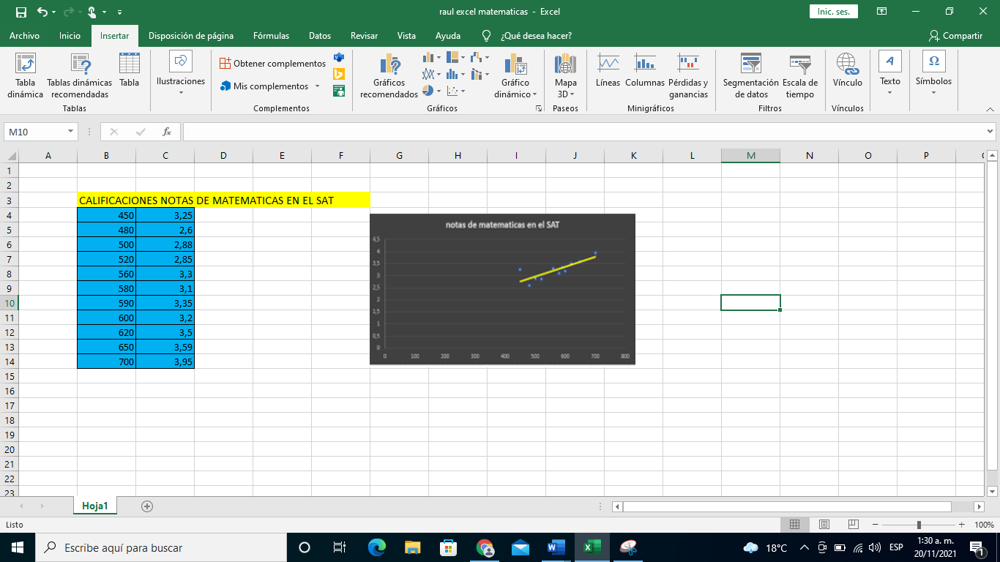 raul excel matematicas - Excel
Inic. ses.
Archivo Inicio Insertar Disposición de página Fórmulas Datos Revisar Vista Ayuda ¿Qué desea hacer? Compartir
Tabla dinámica
Tablas dinámicas recomendadas
Tabla
Ilustraciones
Obtener complementos
Mis complementos
Gráficos recomendados
Gráfico dinámico
Mapa 3D
Líneas
Columnas
Pérdidas y ganancias
Segmentación de datos
Escala de tiempo
Vínculo
Texto
Símbolos
Tablas Complementos Gráficos Paseos Minigráficos Filtros Vínculos
M10
fx
A B C D E F G H I J K L M N O P
1
2
3 CALIFICACIONES NOTAS DE MATEMATICAS EN EL SAT
4 450 3,25
5 480 2,6
6 500 2,88
7 520 2,85
8 560 3,3
9 580 3,1
10 590 3,35
11 600 3,2
12 620 3,5
13 650 3,59
14 700 3,95
15
16
17
18
19
20
21
22
23
notas de matematicas en el SAT
4,5
4
3,5
3
2,5
2
1,5
1
0,5
0
0 100 200 300 400 500 600 700 800
Hoja1
Listo
100%
Escribe aquí para buscar
18°C
ESP
1:30 a. m.
20/11/2021
1